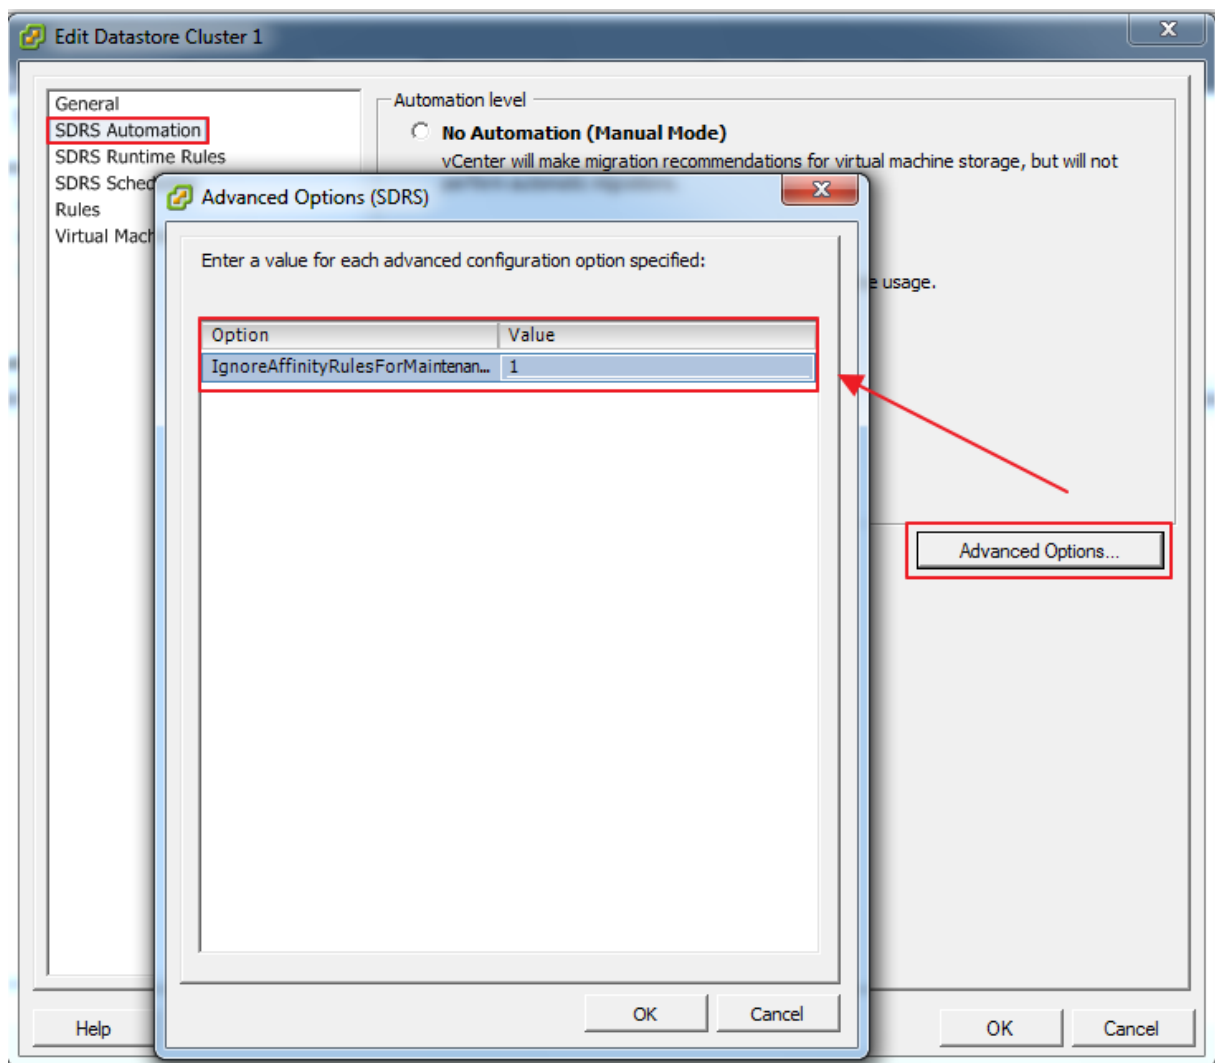 Edit Datastore Cluster 1
General
SDRS Automation
SDRS Runtime Rules
SDRS Sched
Rules
Virtual Mach
Automation level
No Automation (Manual Mode)
vCenter will make migration recommendations for virtual machine storage, but will not
e usage.
Advanced Options...
Advanced Options (SDRS)
Enter a value for each advanced configuration option specified:
Option Value
IgnoreAffinityRulesForMaintenan... 1
OK Cancel
Help OK Cancel